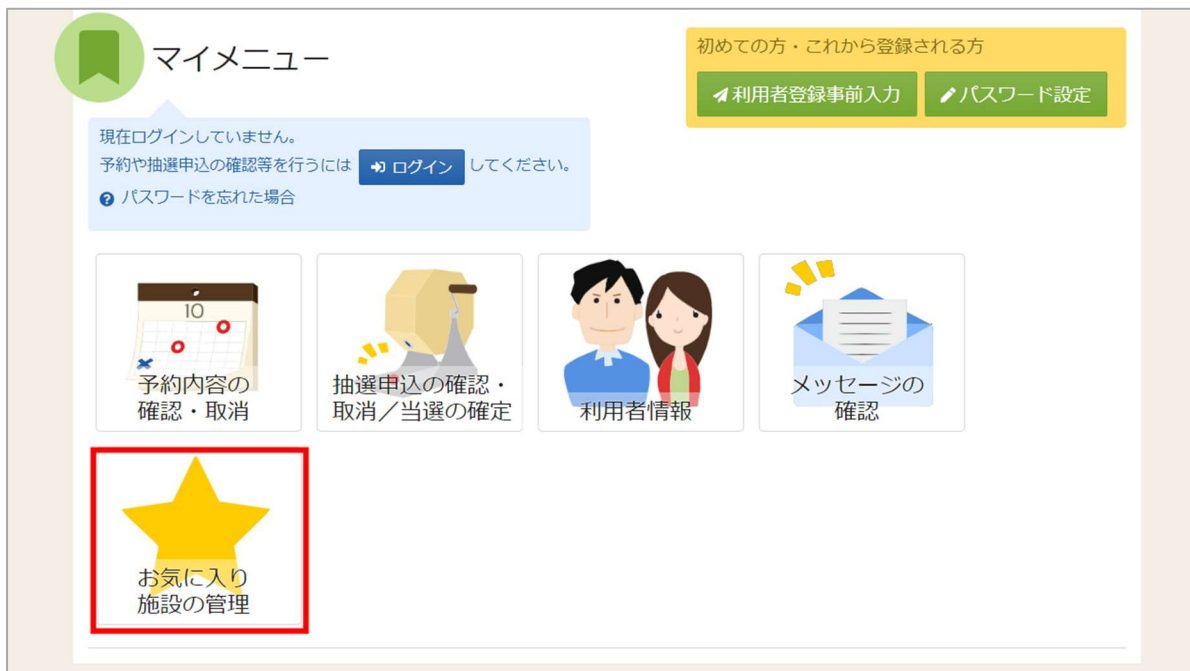 マイメニュー
初めての方・これから登録される方
利用者登録事前入力
パスワード設定
現在ログインしていません。
予約や抽選申込の確認等を行うには ログイン してください。
パスワードを忘れた場合
10
予約内容の
確認・取消
抽選申込の確認・
取消／当選の確定
利用者情報
メッセージの
確認
お気に入り
施設の管理